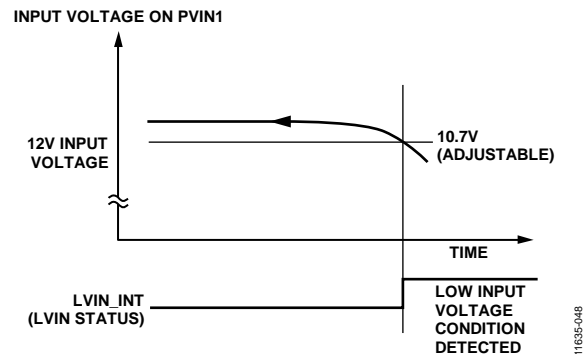 INPUT VOLTAGE ON PVIN1
12V INPUT
VOLTAGE
10.7V
(ADJUSTABLE)
TIME
LVIN_INT
(LVIN STATUS)
LOW INPUT
VOLTAGE
CONDITION
DETECTED
11635-048